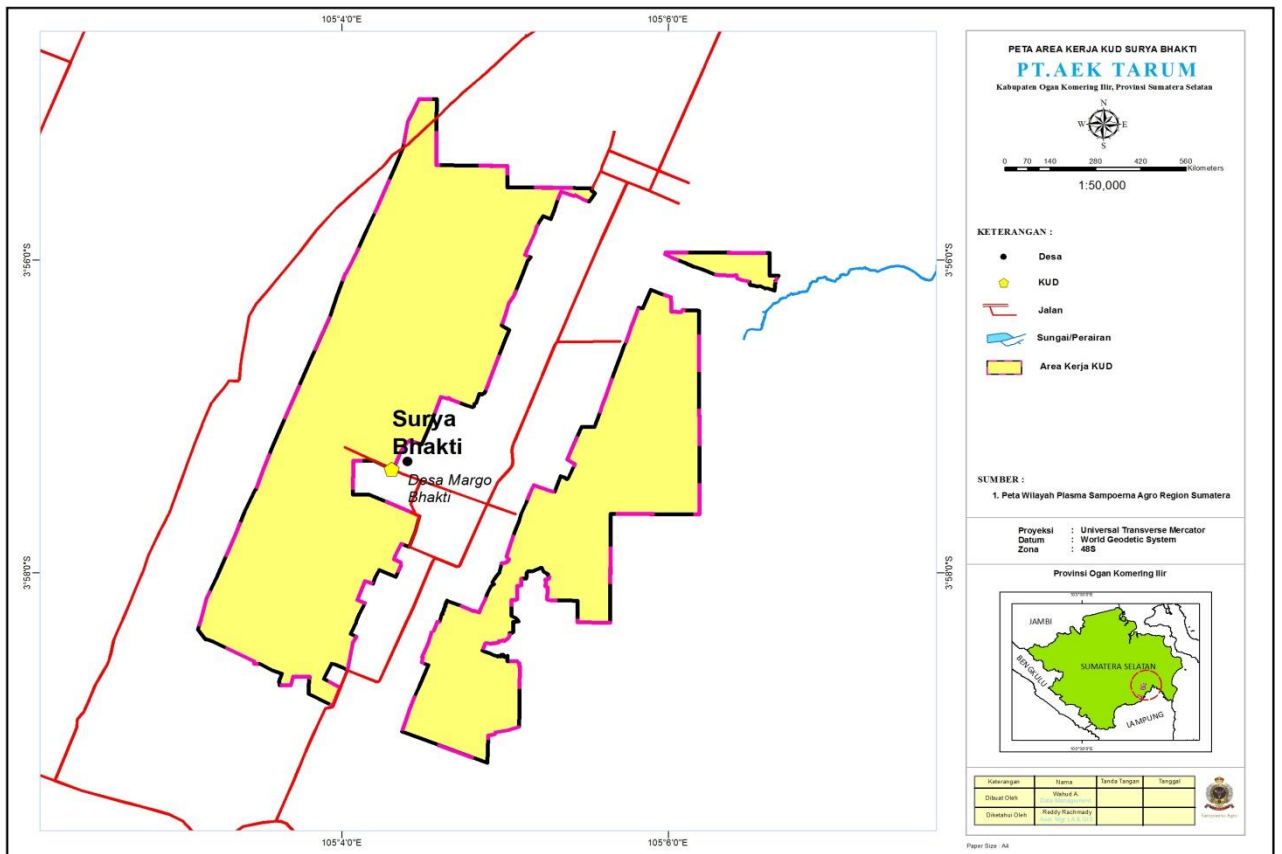 105°4'0"E
105°6'0"E
3°56'0"S
3°56'0"S
3°58'0"S
3°58'0"S
Surya
Bhakti
Desa Margo
Bhakti
105°4'0"E
105°6'0"E
PETA AREA KERJA KUD SURYA BHAKTI
PT.AEK TARUM
Kabupaten Ogan Komering Ilir, Provinsi Sumatera Selatan
N
W E
S
0 70 140 280 420 560
Kilometers
1:50,000
KETERANGAN :
Desa
KUD
Jalan
Sungai/Perairan
Area Kerja KUD
SUMBER :
1. Peta Wilayah Plasma Sampoerna Agro Region Sumatera
Proyeksi : Universal Transverse Mercator
Datum : World Geodetic System
Zona : 48S
Provinsi Ogan Komering Ilir
JAMBI
BENGKULU
SUMATERA SELATAN
LAMPUNG
Keterangan Nama Tanda Tangan Tanggal
Dibuat Oleh Wahud A.
Data Management
Diketahui Oleh Reddy Rachmady
Sampoerna Agro
Paper Size : A4